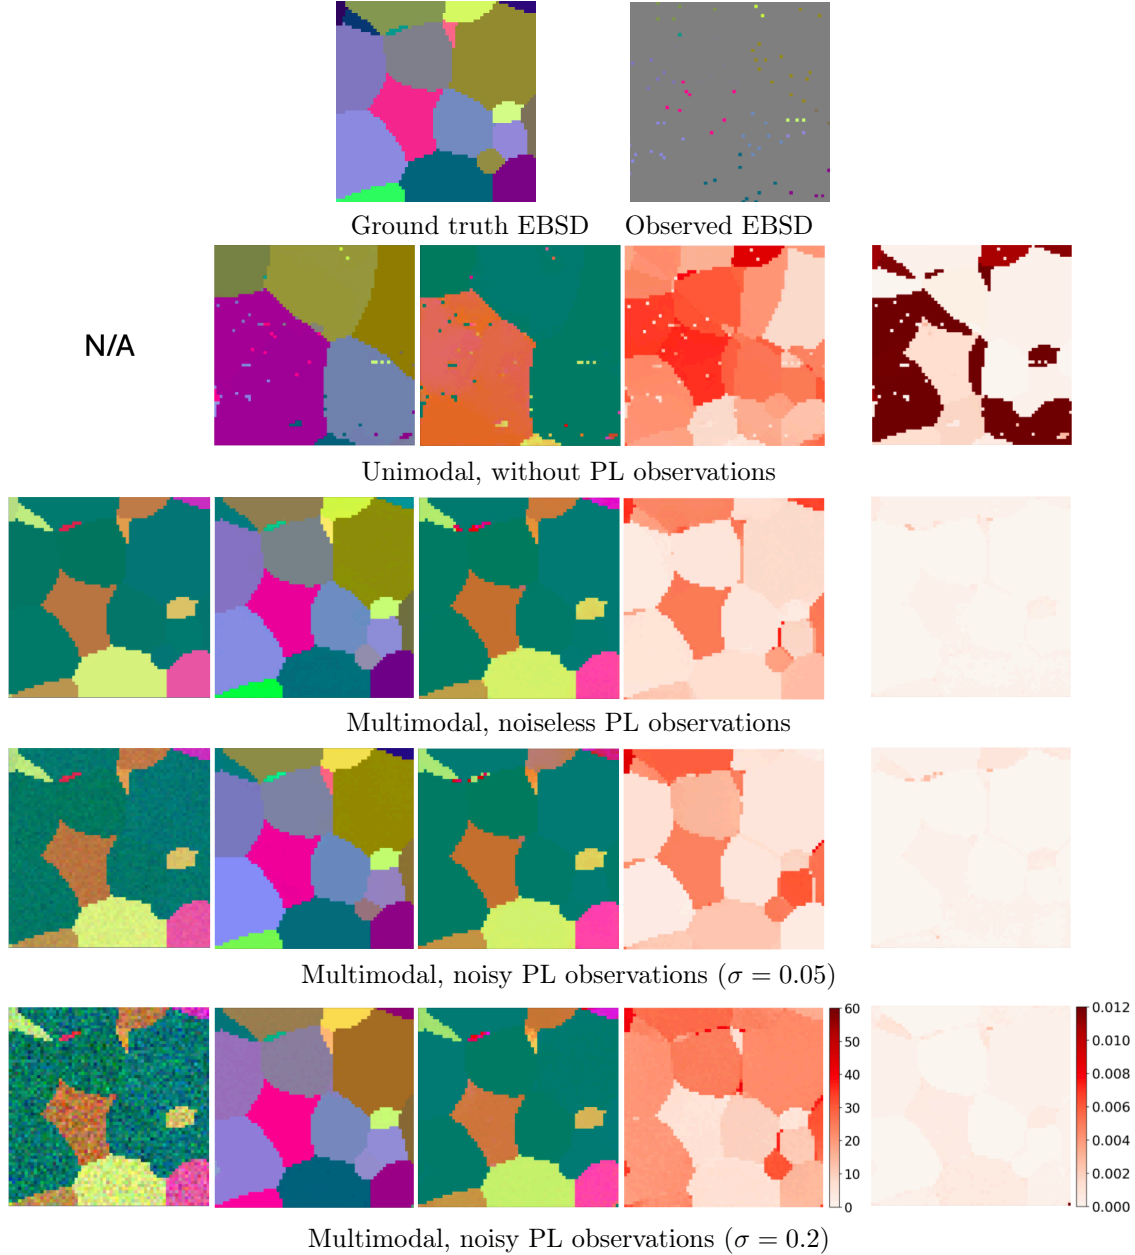 Ground truth EBSD
Observed EBSD
N/A
Unimodal, without PL observations
Multimodal, noiseless PL observations
Multimodal, noisy PL observations (σ = 0.05)
60
50
40
30
20
10
0
0.012
0.010
0.008
0.006
0.004
0.002
0.000
Multimodal, noisy PL observations (σ = 0.2)